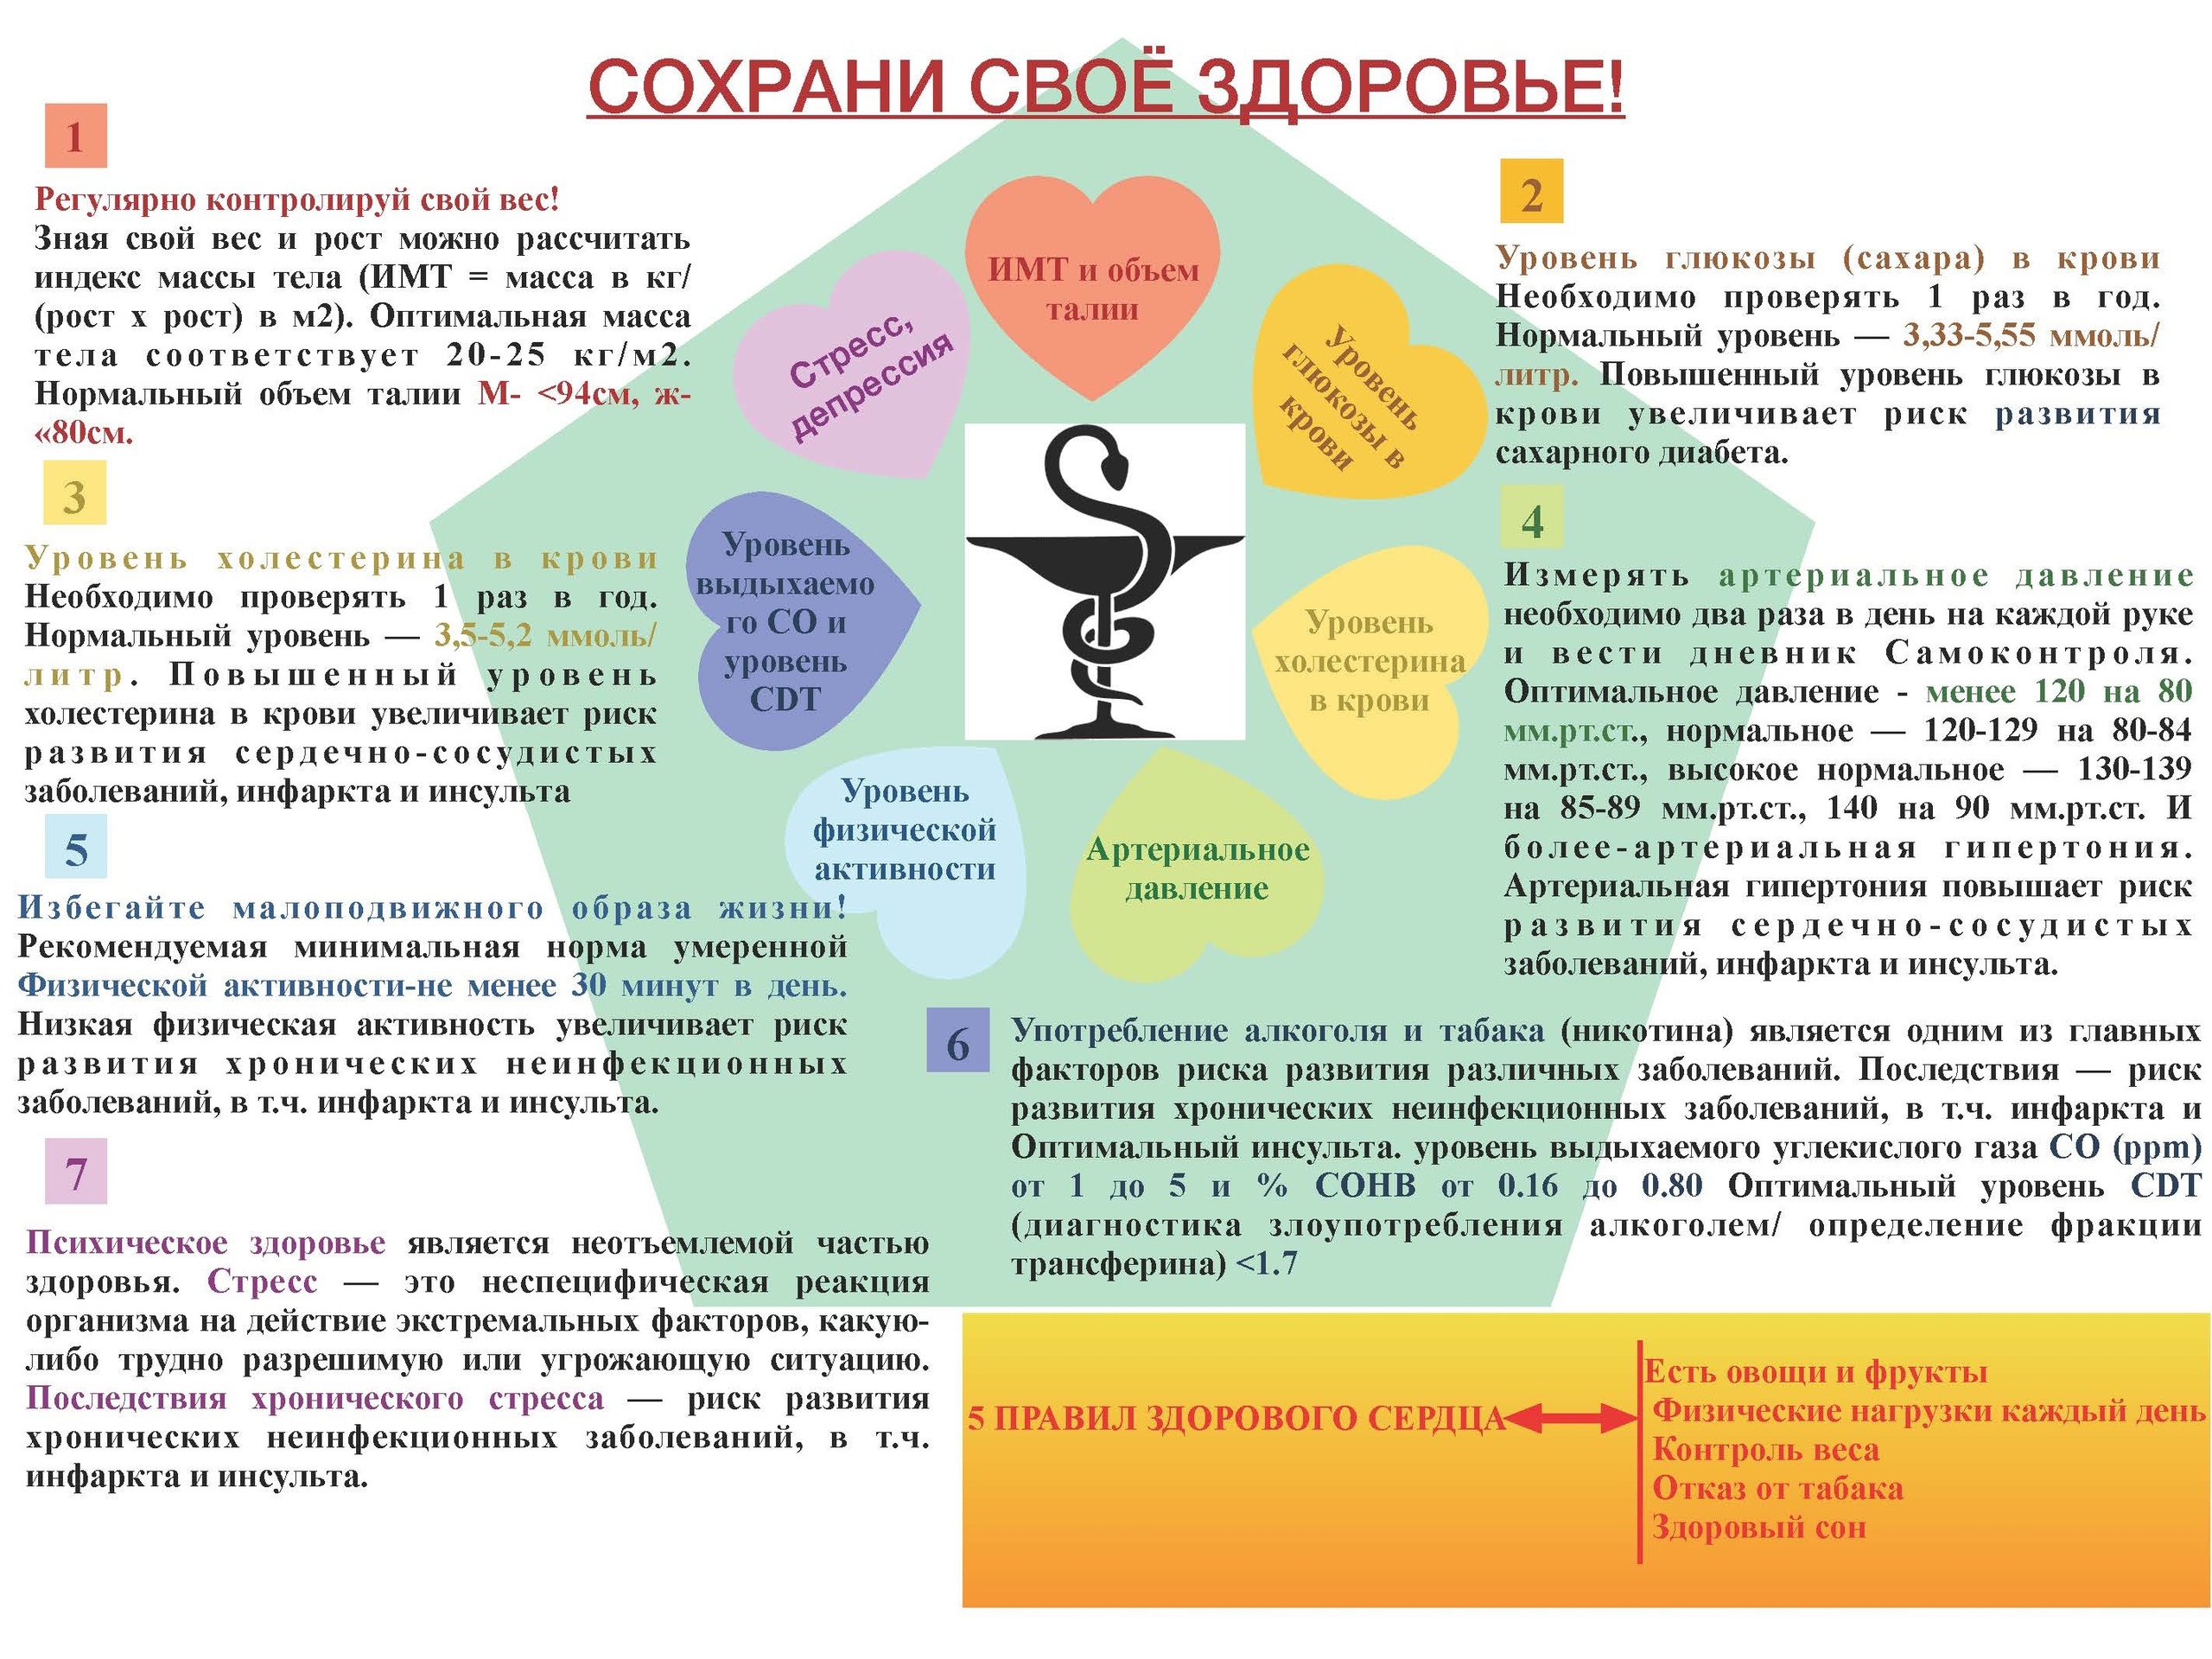 СОХРАНИ СВОЁ ЗДОРОВЬЕ!
1
Регулярно контролируй свой вес!
Зная свой вес и рост можно рассчитать
индекс массы тела (ИМТ = масса в кг/
(рост х рост) в м2). Оптимальная масса
тела соответствует 20-25 кг/м2.
Нормальный объем талии М- <94см, ж-
«80см.
2
Уровень глюкозы (сахара) в крови
Необходимо проверять 1 раз в год.
Нормальный уровень — 3,33-5,55 ммоль/
литр. Повышенный уровень глюкозы в
крови увеличивает риск развития
сахарного диабета.
3
Уровень холестерина в крови
Необходимо проверять 1 раз в год.
Нормальный уровень — 3,5-5,2 ммоль/
литр. Повышенный уровень
холестерина в крови увеличивает риск
развития сердечно-сосудистых
заболеваний, инфаркта и инсульта
4
Измерять артериальное давление
необходимо два раза в день на каждой руке
и вести дневник Самоконтроля.
Оптимальное давление - менее 120 на 80
мм.рт.ст., нормальное — 120-129 на 80-84
мм.рт.ст., высокое нормальное — 130-139
на 85-89 мм.рт.ст., 140 на 90 мм.рт.ст. И
более-артериальная гипертония.
Артериальная гипертония повышает риск
развития сердечно-сосудистых
заболеваний, инфаркта и инсульта.
ИМТ и объем
талии
Уровень
глюкозы в
крови
Уровень
холестерина
в крови
Артериальное
давление
Уровень
физической
активности
Уровень
выдыхаемо
го СО и
уровень
CDT
Стресс,
депрессия
5
Избегайте малоподвижного образа жизни!
Рекомендуемая минимальная норма умеренной
Физической активности-не менее 30 минут в день.
Низкая физическая активность увеличивает риск
развития хронических неинфекционных
заболеваний, в т.ч. инфаркта и инсульта.
6
Употребление алкоголя и табака (никотина) является одним из главных
факторов риска развития различных заболеваний. Последствия — риск
развития хронических неинфекционных заболеваний, в т.ч. инфаркта и
Оптимальный инсульта. уровень выдыхаемого углекислого газа СО (ppm)
от 1 до 5 и % СОНВ от 0.16 до 0.80 Оптимальный уровень CDT
(диагностика злоупотребления алкоголем/ определение фракции
трансферина) <1.7
7
Психическое здоровье является неотъемлемой частью
здоровья. Стресс — это неспецифическая реакция
организма на действие экстремальных факторов, какую-
либо трудно разрешимую или угрожающую ситуацию.
Последствия хронического стресса — риск развития
хронических неинфекционных заболеваний, в т.ч.
инфаркта и инсульта.
5 ПРАВИЛ ЗДОРОВОГО СЕРДЦА
Есть овощи и фрукты
Физические нагрузки каждый день
Контроль веса
Отказ от табака
Здоровый сон